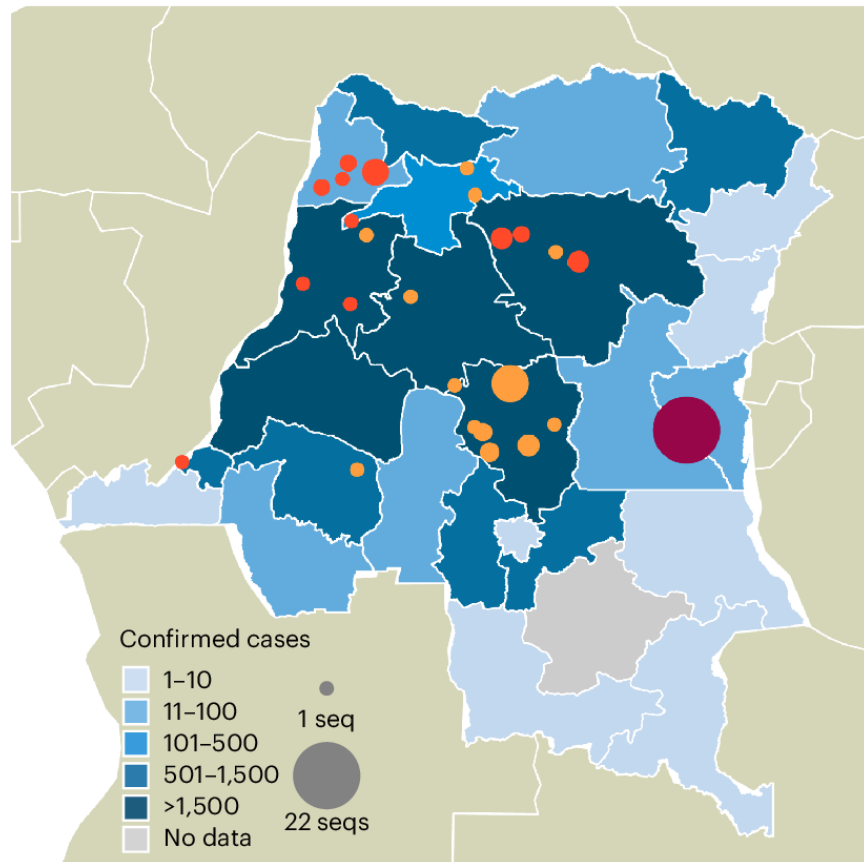 Confirmed cases
1–10
11–100
101–500
501–1,500
>1,500
No data
1 seq
22 seqs